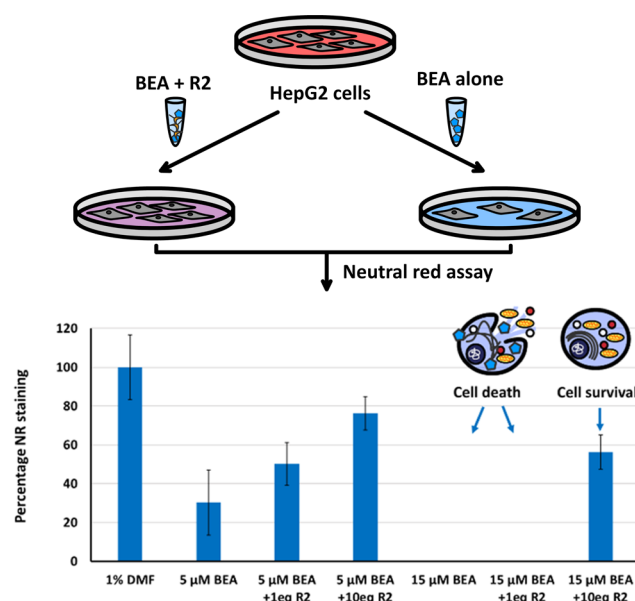 BEA + R2
BEA alone
HepG2 cells
Neutral red assay
Percentage NR staining
120
100
80
60
40
20
0
Cell death
Cell survival
1% DMF
5 µM BEA
5 µM BEA
+1eq R2
5 µM BEA
+10eq R2
15 µM BEA
15 µM BEA
+1eq R2
15 µM BEA
+10eq R2